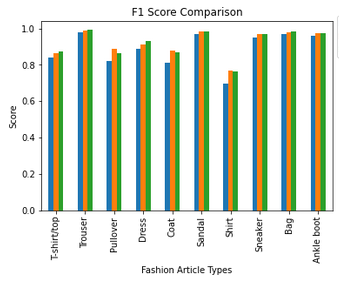 F1 Score Comparison
1.0
0.8
0.6
0.4
0.2
0.0
Score
T-shirt/top
Trouser
Pullover
Dress
Coat
Sandal
Shirt
Sneaker
Bag
Ankle boot
Fashion Article Types